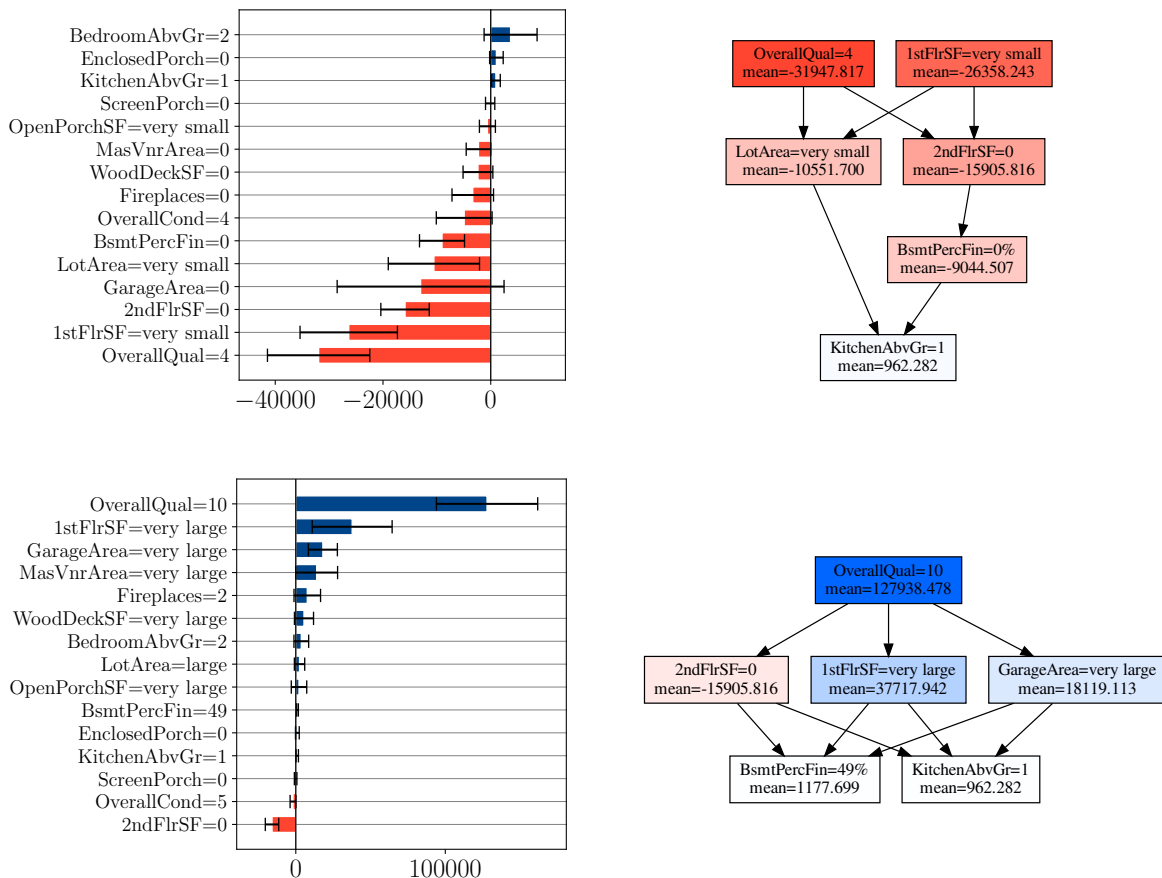 BedroomAbvGr=2
EnclosedPorch=0
KitchenAbvGr=1
ScreenPorch=0
OpenPorchSF=very small
MasVnrArea=0
WoodDeckSF=0
Fireplaces=0
OverallCond=4
BsmtPercFin=0
LotArea=very small
GarageArea=0
2ndFlrSF=0
1stFlrSF=very small
OverallQual=4
−40000
−20000
0
OverallQual=4
mean=-31947.817
1stFlrSF=very small
mean=-26358.243
LotArea=very small
mean=-10551.700
2ndFlrSF=0
mean=-15905.816
BsmtPercFin=0%
mean=-9044.507
KitchenAbvGr=1
mean=962.282
OverallQual=10
1stFlrSF=very large
GarageArea=very large
MasVnrArea=very large
Fireplaces=2
WoodDeckSF=very large
BedroomAbvGr=2
LotArea=large
OpenPorchSF=very large
BsmtPercFin=49
EnclosedPorch=0
KitchenAbvGr=1
ScreenPorch=0
OverallCond=5
2ndFlrSF=0
0
100000
OverallQual=10
mean=127938.478
2ndFlrSF=0
mean=-15905.816
1stFlrSF=very large
mean=37717.942
GarageArea=very large
mean=18119.113
BsmtPercFin=49%
mean=1177.699
KitchenAbvGr=1
mean=962.282